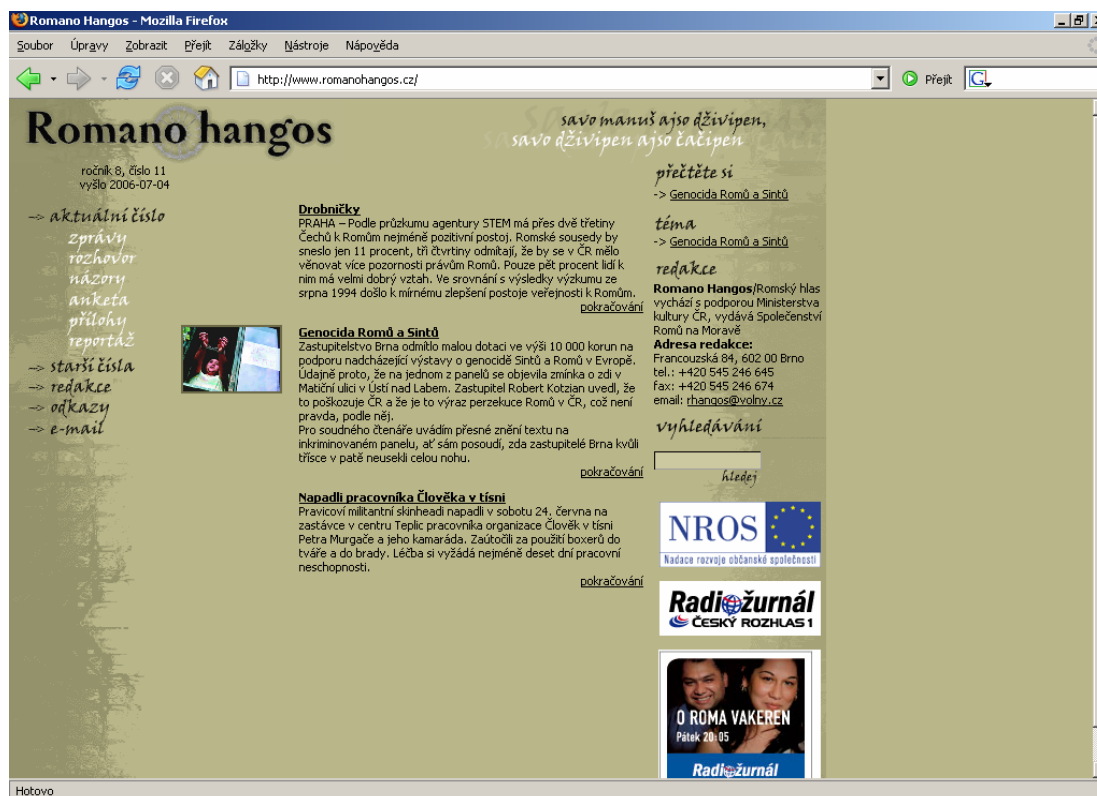 Romano Hangos - Mozilla Firefox
Soubor Úpravy Zobrazit Přejít Záložky Nástroje Nápověda
http://www.romanohangos.cz/
Přejít
G
Romano hangos
savo manuš ajso dživipen,
savo dživipen ajso čačipen
ročník 8, číslo 11
vyšlo 2006-07-04
-> aktuální číslo
zprávy
rozhovor
názory
anketa
přílohy
reportáž
-> starší čísla
-> redakce
-> odkazy
-> e-mail
Drobničky
PRAHA – Podle průzkumu agentury STEM má přes dvě třetiny
Čechů k Romům nejméně pozitivní postoj. Romské sousedy by
sneslo jen 11 procent, tři čtvrtiny odmítají, že by se v ČR mělo
věnovat více pozornosti právům Romů. Pouze pět procent lidí k
nim má velmi dobrý vztah. Ve srovnání s výsledky výzkumu ze
srpna 1994 došlo k mírnému zlepšení postoje veřejnosti k Romům.
pokračování
Genocida Romů a Sintů
Zastupitelstvo Brna odmítlo malou dotaci ve výši 10 000 korun na
podporu nadcházející výstavy o genocidě Sintů a Romů v Evropě.
Údajně proto, že na jednom z panelů se objevila zmínka o zdi v
Matiční ulici v Ústí nad Labem. Zastupitel Robert Kotzian uvedl, že
to poškozuje ČR a že je to výraz perzekuce Romů v ČR, což není
pravda, podle něj.
Pro soudného čtenáře uvádím přesné znění textu na
inkriminovaném panelu, ať sám posoudí, zda zastupitelé Brna kvůli
třísce v patě neusekli celou nohu.
pokračování
Napadli pracovníka Člověka v tísni
Pravicoví militantní skinheadi napadli v sobotu 24. června na
zastávce v centru Teplic pracovníka organizace Člověk v tísni
Petra Murgače a jeho kamaráda. Zaútočili za použití boxerů do
tváře a do brady. Léčba si vyžádá nejméně deset dní pracovní
neschopnosti.
pokračování
přečtěte si
-> Genocida Romů a Sintů
téma
-> Genocida Romů a Sintů
redakce
Romano Hangos/Romský hlas
vychází s podporou Ministerstva
kultury ČR, vydává Společenství
Romů na Moravě
Adresa redakce:
Francouzská 84, 602 00 Brno
tel.: +420 545 246 645
fax: +420 545 246 674
email: rhangos@volny.cz
vyhledávání
hledej
NROS
Nadace rozvoje občanské společnosti
Radiožurnál
ČESKÝ ROZHLAS 1
O ROMA VAKEREN
Pátek 20:05
Radiožurnál
Hotovo